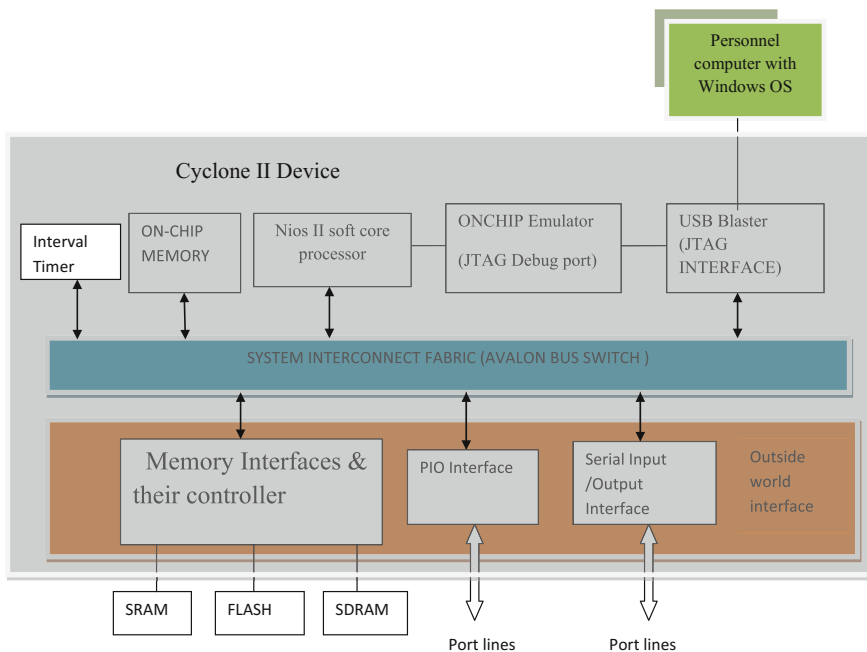 Personnel
computer with
Windows OS
Cyclone II Device
Interval
Timer
ON-CHIP
MEMORY
Nios II soft core
processor
ONCHIP Emulator
(JTAG Debug port)
USB Blaster
(JTAG
INTERFACE)
SYSTEM INTERCONNECT FABRIC (AVALON BUS SWITCH )
Memory Interfaces &
their controller
PIO Interface
Serial Input
/Output
Interface
Outside
world
interface
SRAM
FLASH
SDRAM
Port lines
Port lines